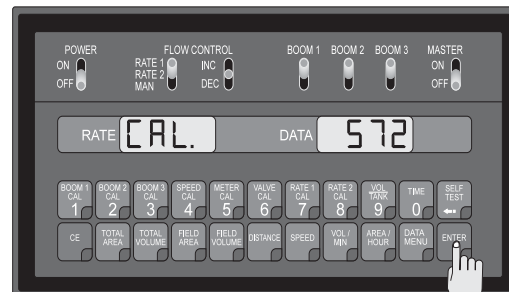 POWER FLOW CONTROL BOOM 1 BOOM 2 BOOM 3 MASTER
ON RATE 1 INC ON
RATE 2
OFF MAN DEC OFF
RATE CAL. DATA 572
BOOM 1 BOOM 2 BOOM 3 SPEED METER VALVE RATE 1 RATE 2 VOL TIME SELF
CAL CAL CAL CAL CAL CAL CAL CAL TANK TEST
1 2 3 4 5 6 7 8 9 0
CE TOTAL TOTAL FIELD FIELD DISTANCE SPEED VOL / AREA / DATA ENTER
AREA VOLUME AREA VOLUME MIN HOUR MENU